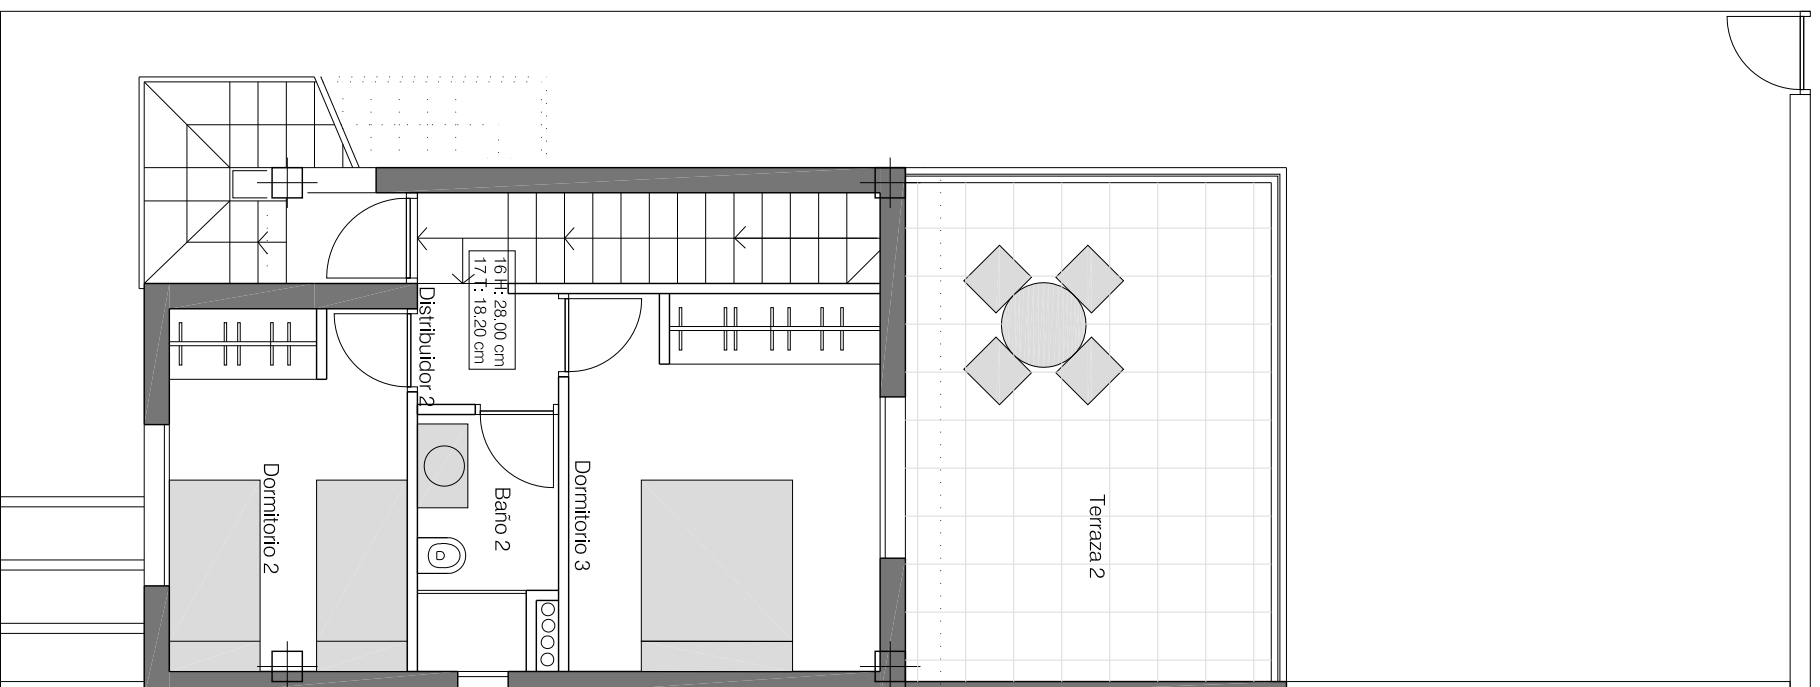 16 H: 28.00 cm
17 T: 18.20 cm
Distribuidor 2
Dormitorio 2
Baño 2
Dormitorio 3
Terraza 2